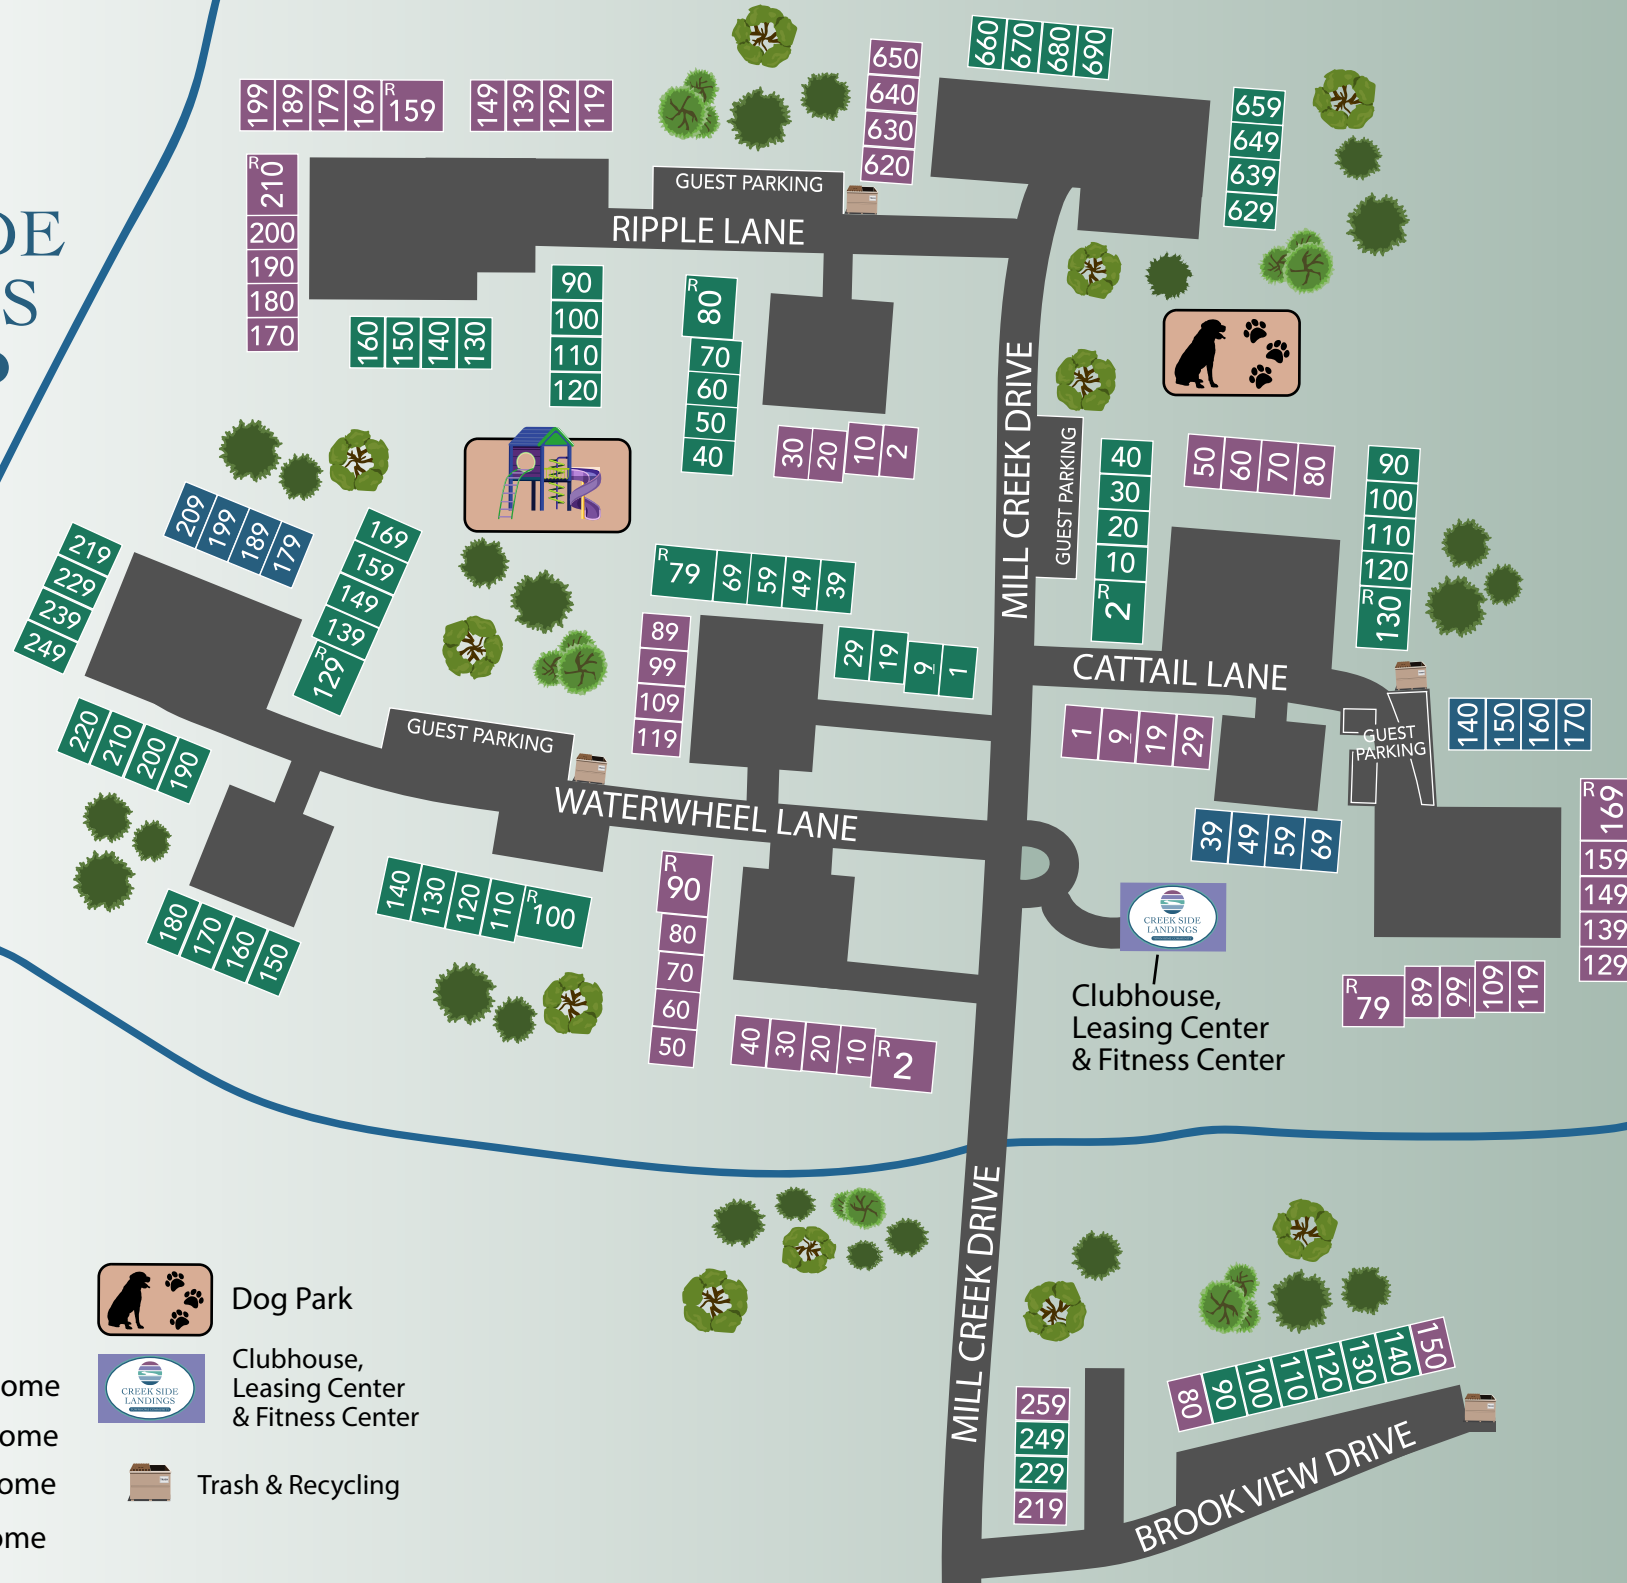 DE
S
199 189 179 169 R 159
149 139 129 119
R 210
200
190
180
170
160 150 140 130
90
100
110
120
GUEST PARKING
RIPPLE LANE
650
640
630
620
660 670 680 690
659
649
639
629
R 80
70
60
50
40
30 20 10 2
MILL CREEK DRIVE
GUEST PARKING
40
30
20
10
R 2
50 60 70 80
90
100
110
120
R 130
209 199 189 179
219
229
239
249
169
159
149
139
R 129
220 210 200 190
180 170 160 150
GUEST PARKING
WATERWHEEL LANE
R 79 69 59 49 39
89
99
109
119
29 19 9 1
140 130 120 110 R 100
R 90
80
70
60
50
40 30 20 10 R 2
CATTAIL LANE
1 9 19 29
39 49 59 69
GUEST
PARKING
140 150 160 170
R 169
159
149
139
129
R 79 89 99 109 119
CREEK SIDE
LANDINGS
Clubhouse,
Leasing Center
& Fitness Center
MILL CREEK DRIVE
259
249
229
219
80 90 100 110 120 130 140 150
BROOK VIEW DRIVE
Dog Park
CREEK SIDE
LANDINGS
Clubhouse,
Leasing Center
& Fitness Center
Trash & Recycling
ome
ome
ome
ome